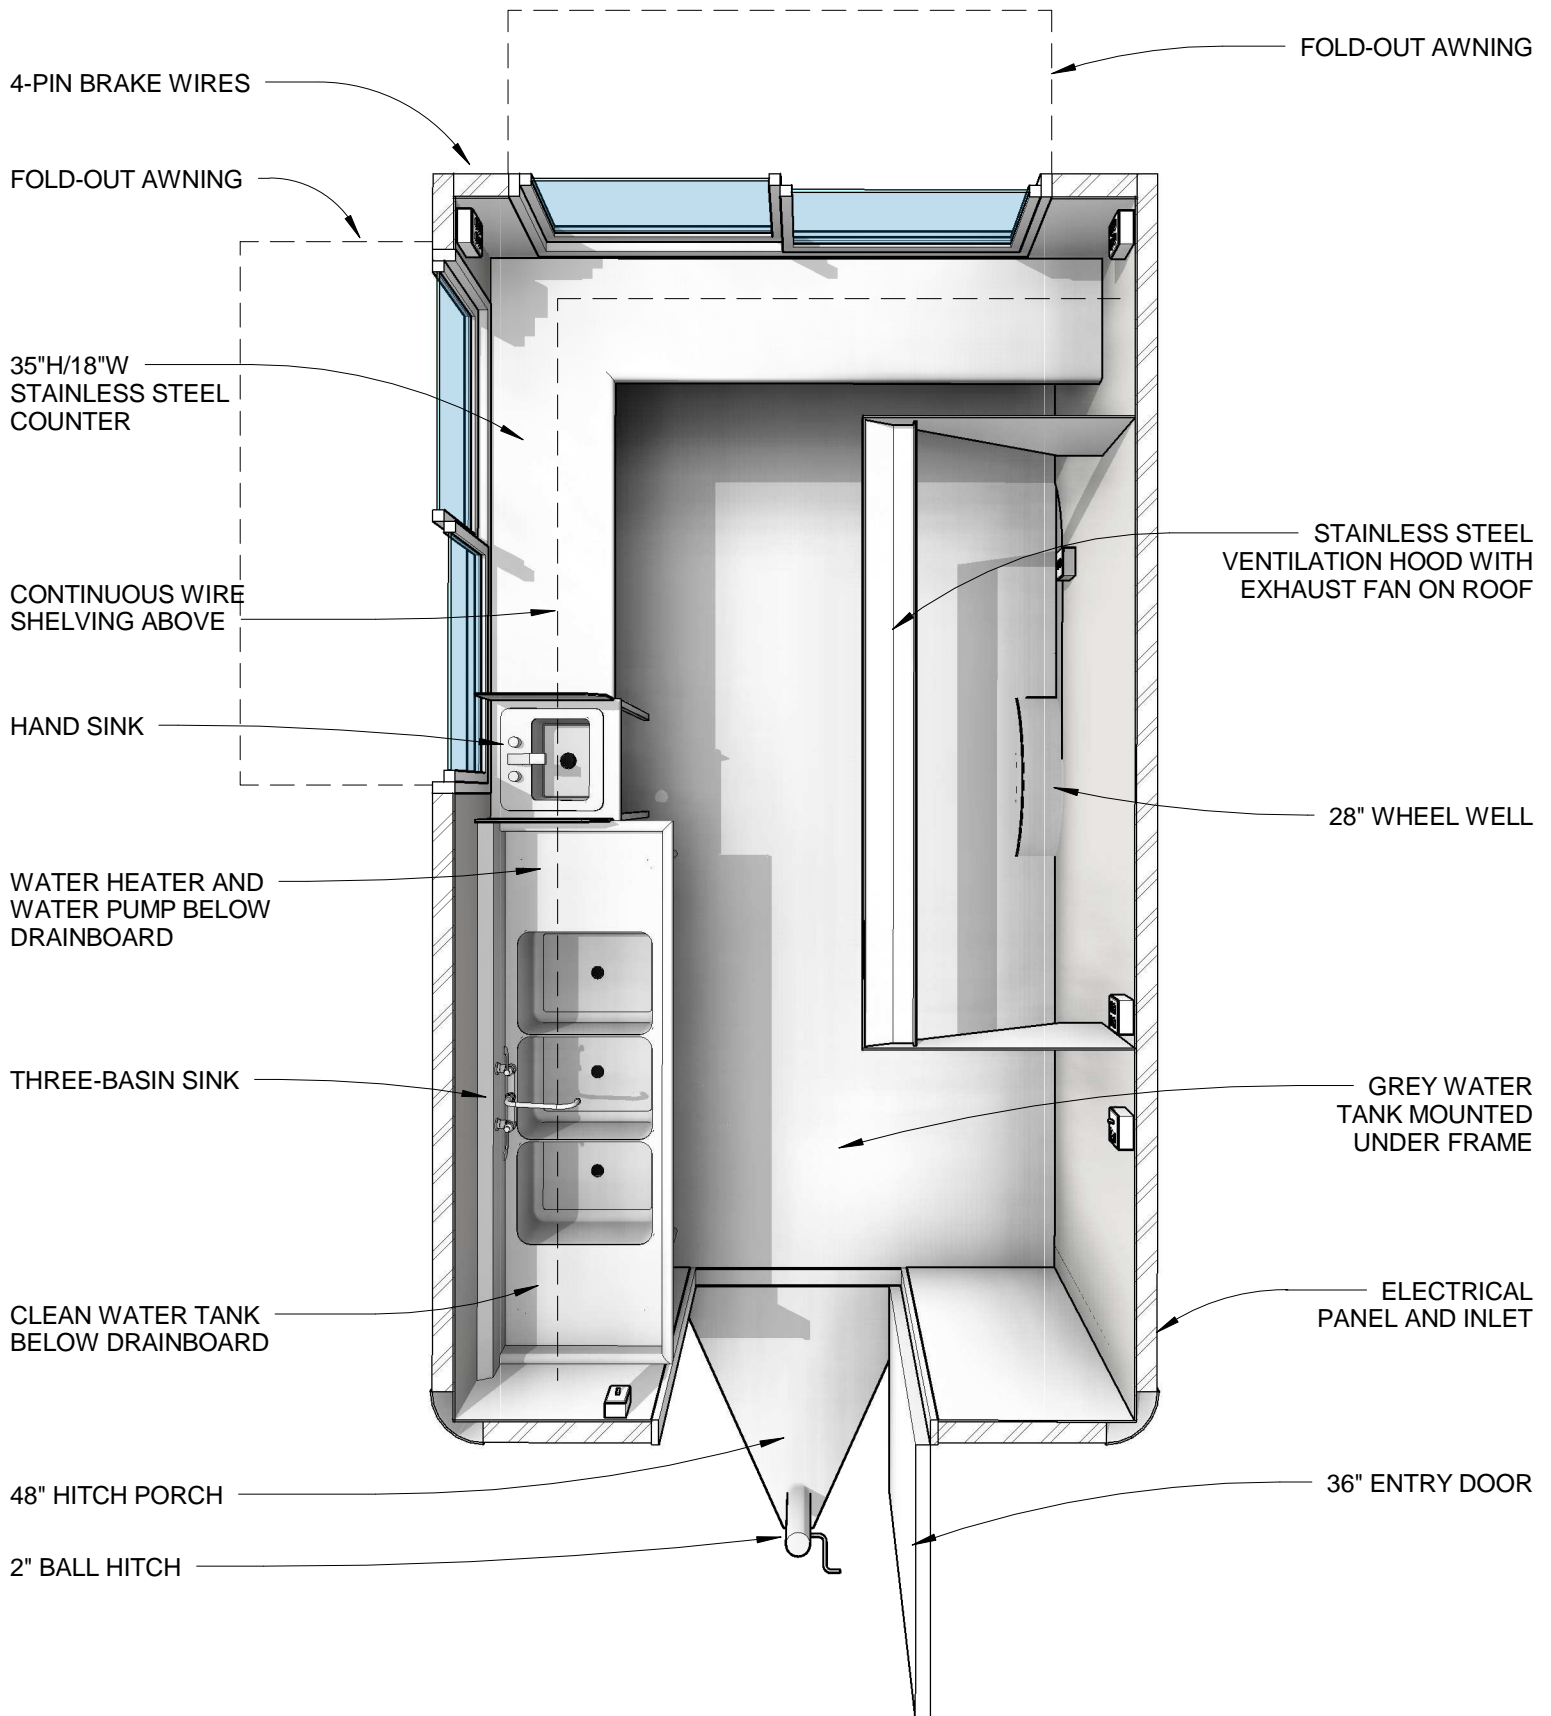 FOLD-OUT AWNING
4-PIN BRAKE WIRES
FOLD-OUT AWNING
35"H/18"W
STAINLESS STEEL
COUNTER
STAINLESS STEEL
VENTILATION HOOD WITH
EXHAUST FAN ON ROOF
CONTINUOUS WIRE
SHELVING ABOVE
HAND SINK
28" WHEEL WELL
WATER HEATER AND
WATER PUMP BELOW
DRAINBOARD
THREE-BASIN SINK
GREY WATER
TANK MOUNTED
UNDER FRAME
CLEAN WATER TANK
BELOW DRAINBOARD
ELECTRICAL
PANEL AND INLET
48" HITCH PORCH
36" ENTRY DOOR
2" BALL HITCH